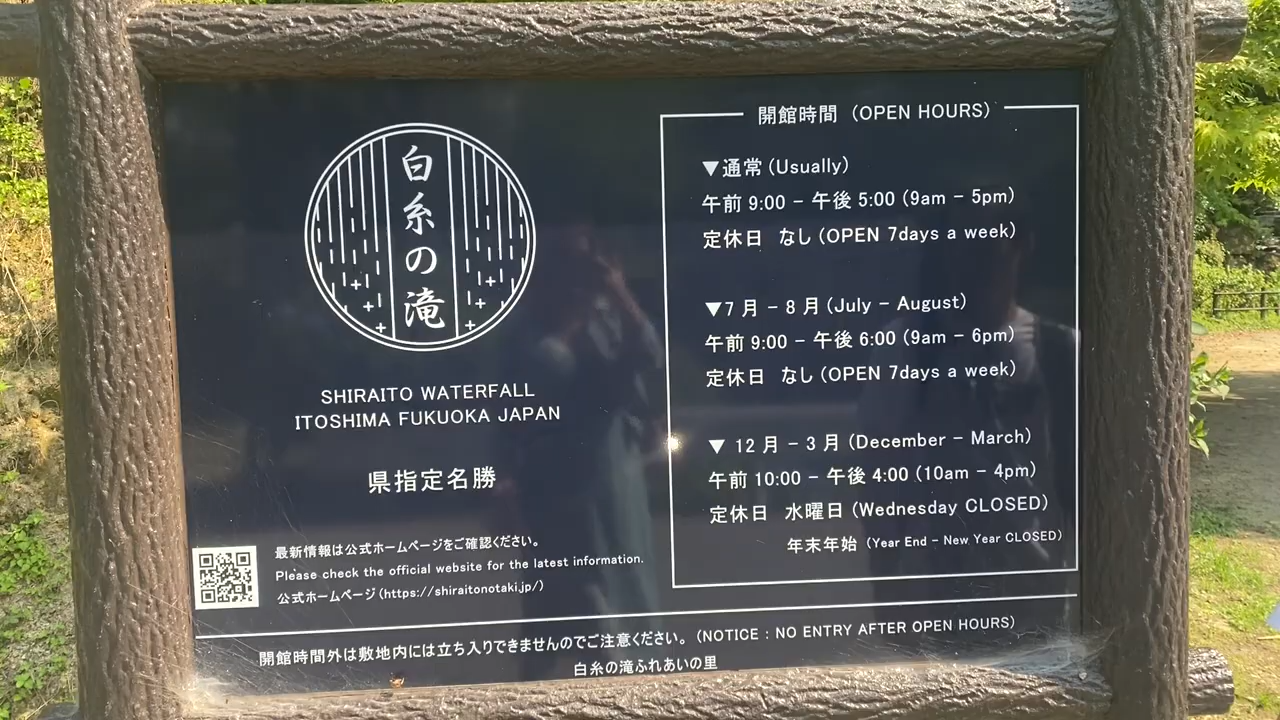 白糸の滝
SHIRAITO WATERFALL
ITOSHIMA FUKUOKA JAPAN
県指定名勝
最新情報は公式ホームページをご確認ください。
Please check the official website for the latest information.
公式ホームページ(https://shiraitonotaki.jp/)
開館時間 (OPEN HOURS)
▼通常(Usually)
午前 9:00 - 午後 5:00 (9am - 5pm)
定休日 なし(OPEN 7days a week)
▼7月-8月(July - August)
午前 9:00 - 午後 6:00 (9am - 6pm)
定休日 なし(OPEN 7days a week)
▼ 12月-3月(December - March)
午前 10:00 - 午後 4:00 (10am - 4pm)
定休日 水曜日(Wednesday CLOSED)
年末年始 (Year End - New Year CLOSED)
開館時間外は敷地内には立ち入りできませんのでご注意ください。(NOTICE : NO ENTRY AFTER OPEN HOURS)
白糸の滝ふれあいの里